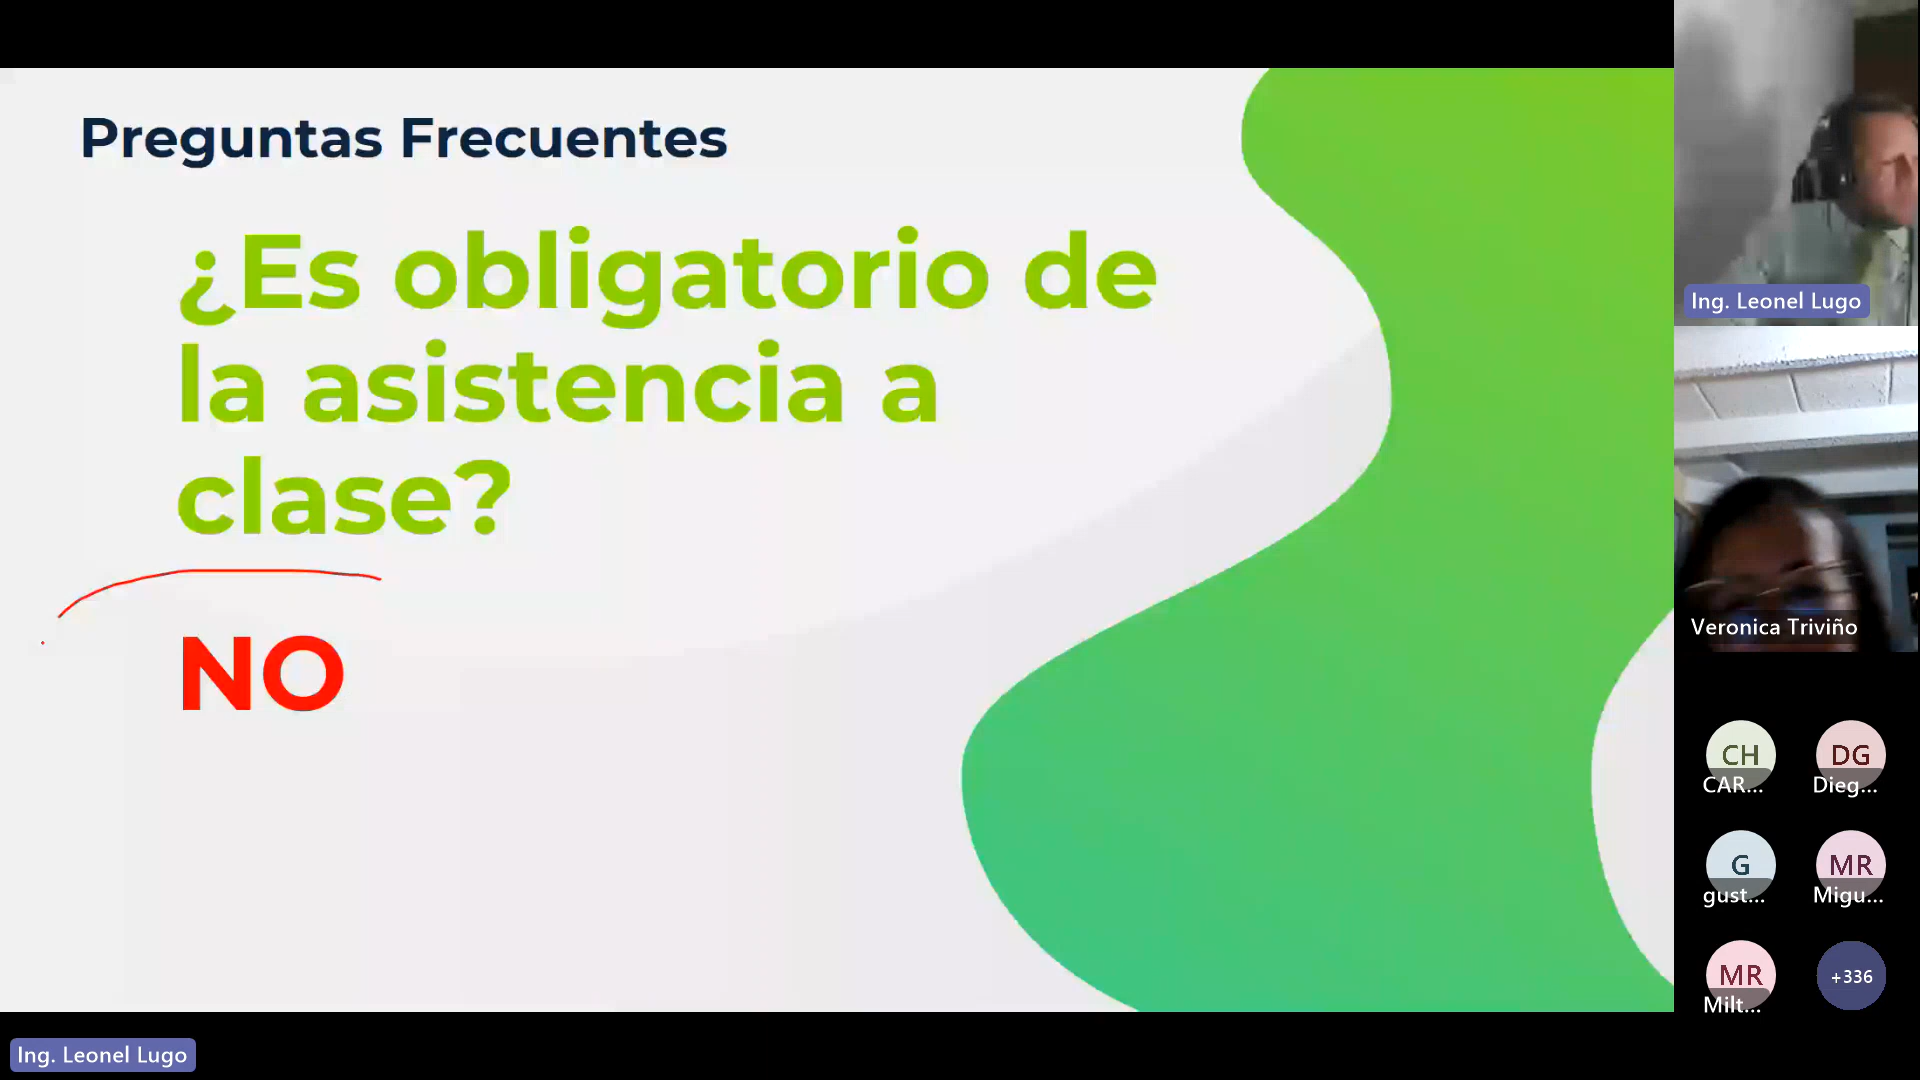 Preguntas Frecuentes
¿Es obligatorio de
la asistencia a
clase?
NO
Ing. Leonel Lugo
Veronica Triviño
CH
CAR...
DG
Dieg...
G
gust...
MR
Migu...
MR
Milt...
+336
Ing. Leonel Lugo